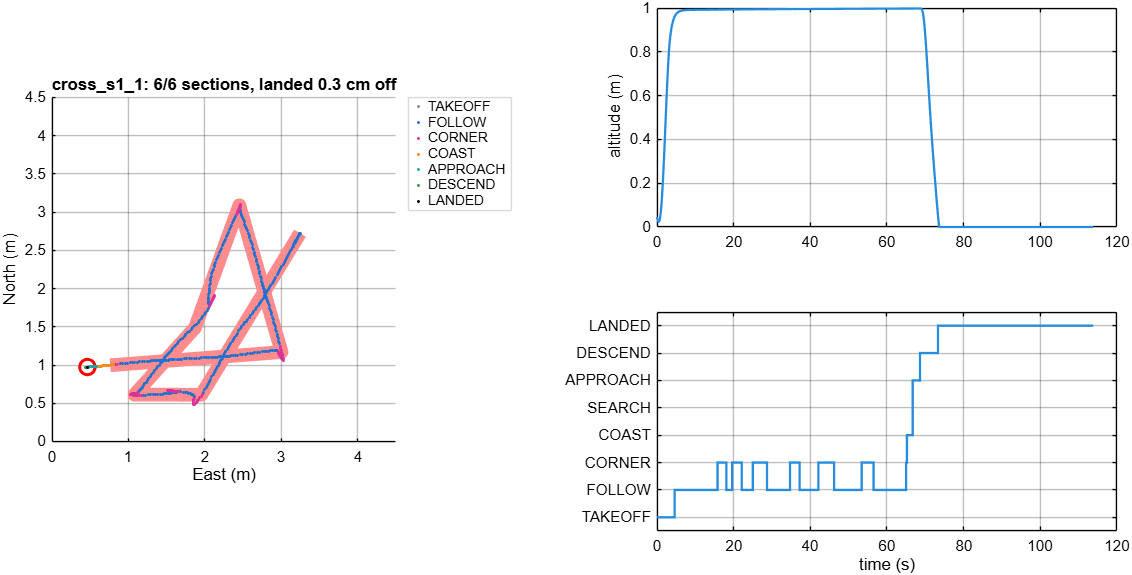 cross_s1_1: 6/6 sections, landed 0.3 cm off
4.5
4
3.5
3
2.5
2
1.5
1
0.5
0
0
1
2
3
4
North (m)
East (m)
TAKEOFF
FOLLOW
CORNER
COAST
APPROACH
DESCEND
LANDED
1
0.8
0.6
0.4
0.2
0
altitude (m)
0
20
40
60
80
100
120
LANDED
DESCEND
APPROACH
SEARCH
COAST
CORNER
FOLLOW
TAKEOFF
0
20
40
60
80
100
120
time (s)